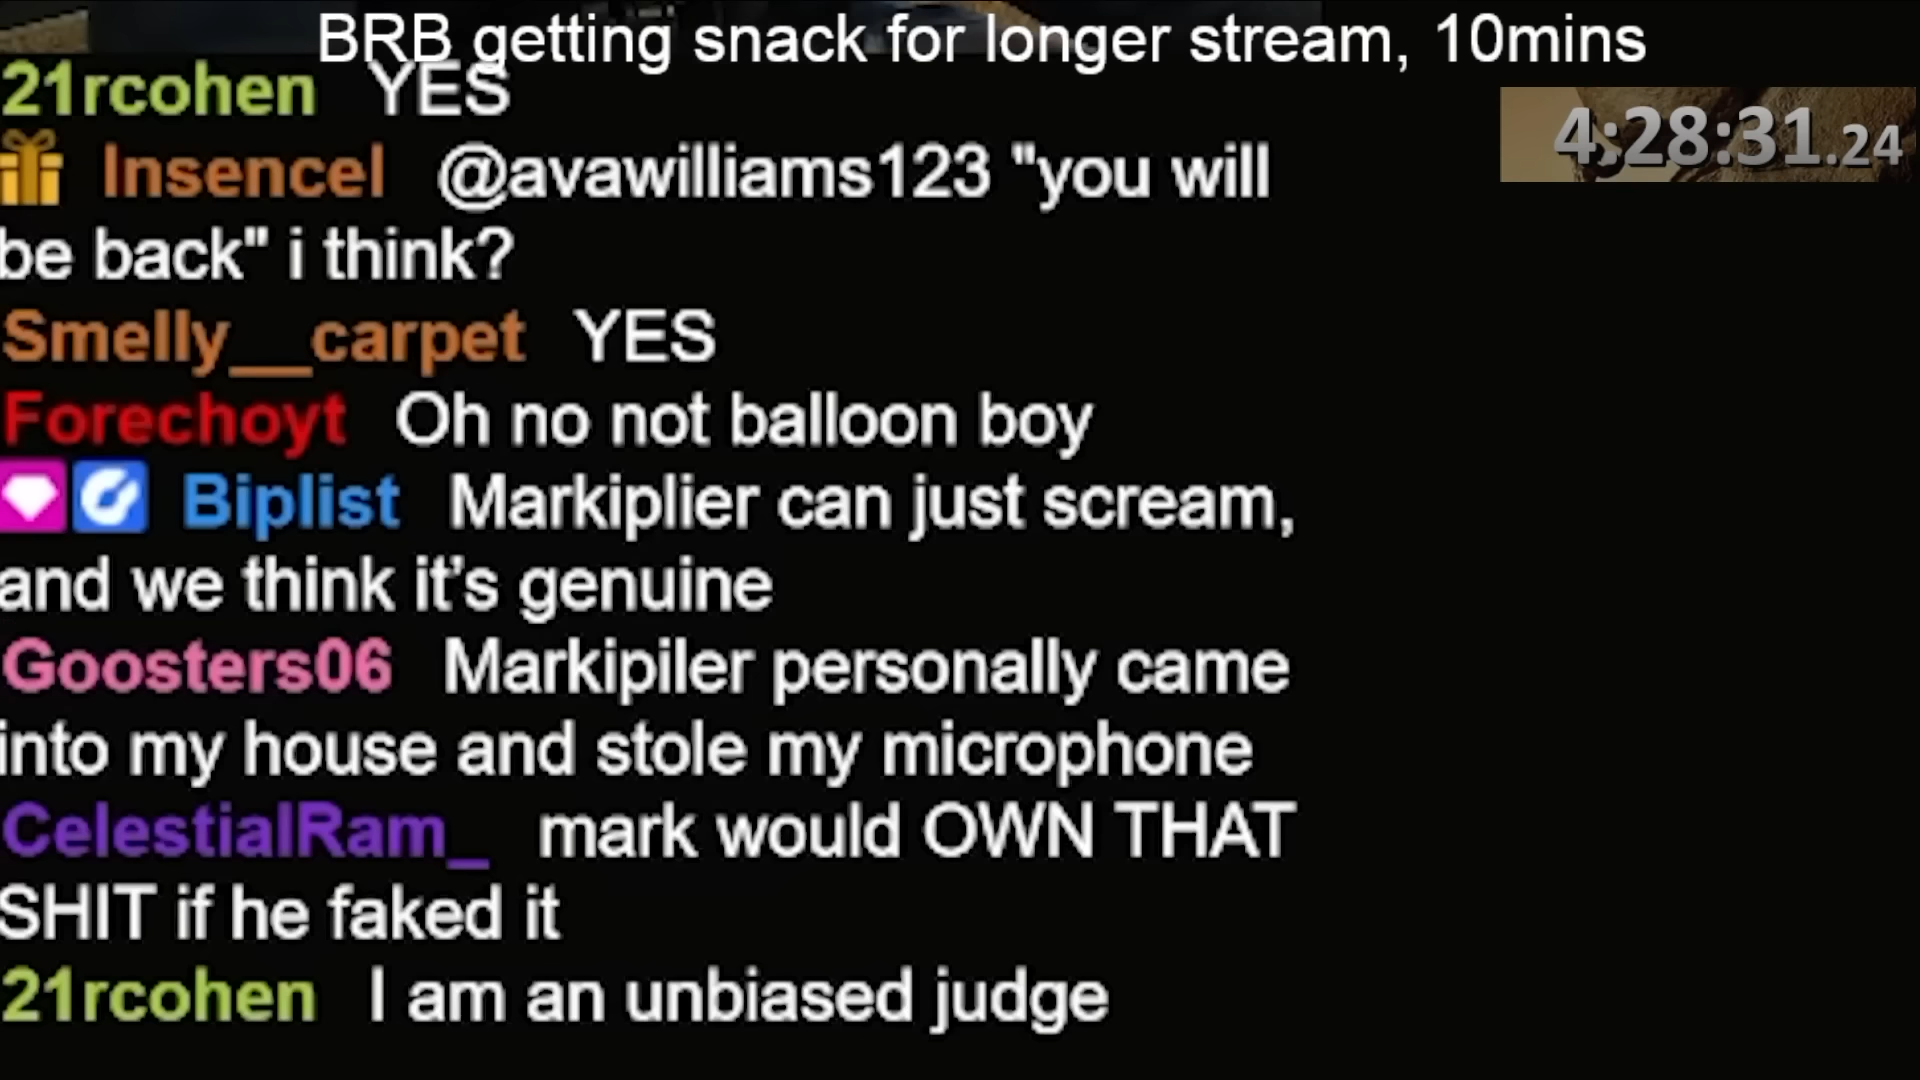 BRB getting snack for longer stream, 10mins
21rcohen YES
4:28:31.24
Insencel @avawilliams123 "you will
be back" i think?
Smelly__carpet YES
Forechoyt Oh no not balloon boy
Biplist Markiplier can just scream,
and we think it’s genuine
Goosters06 Markipiler personally came
into my house and stole my microphone
CelestialRam_ mark would OWN THAT
SHIT if he faked it
21rcohen I am an unbiased judge